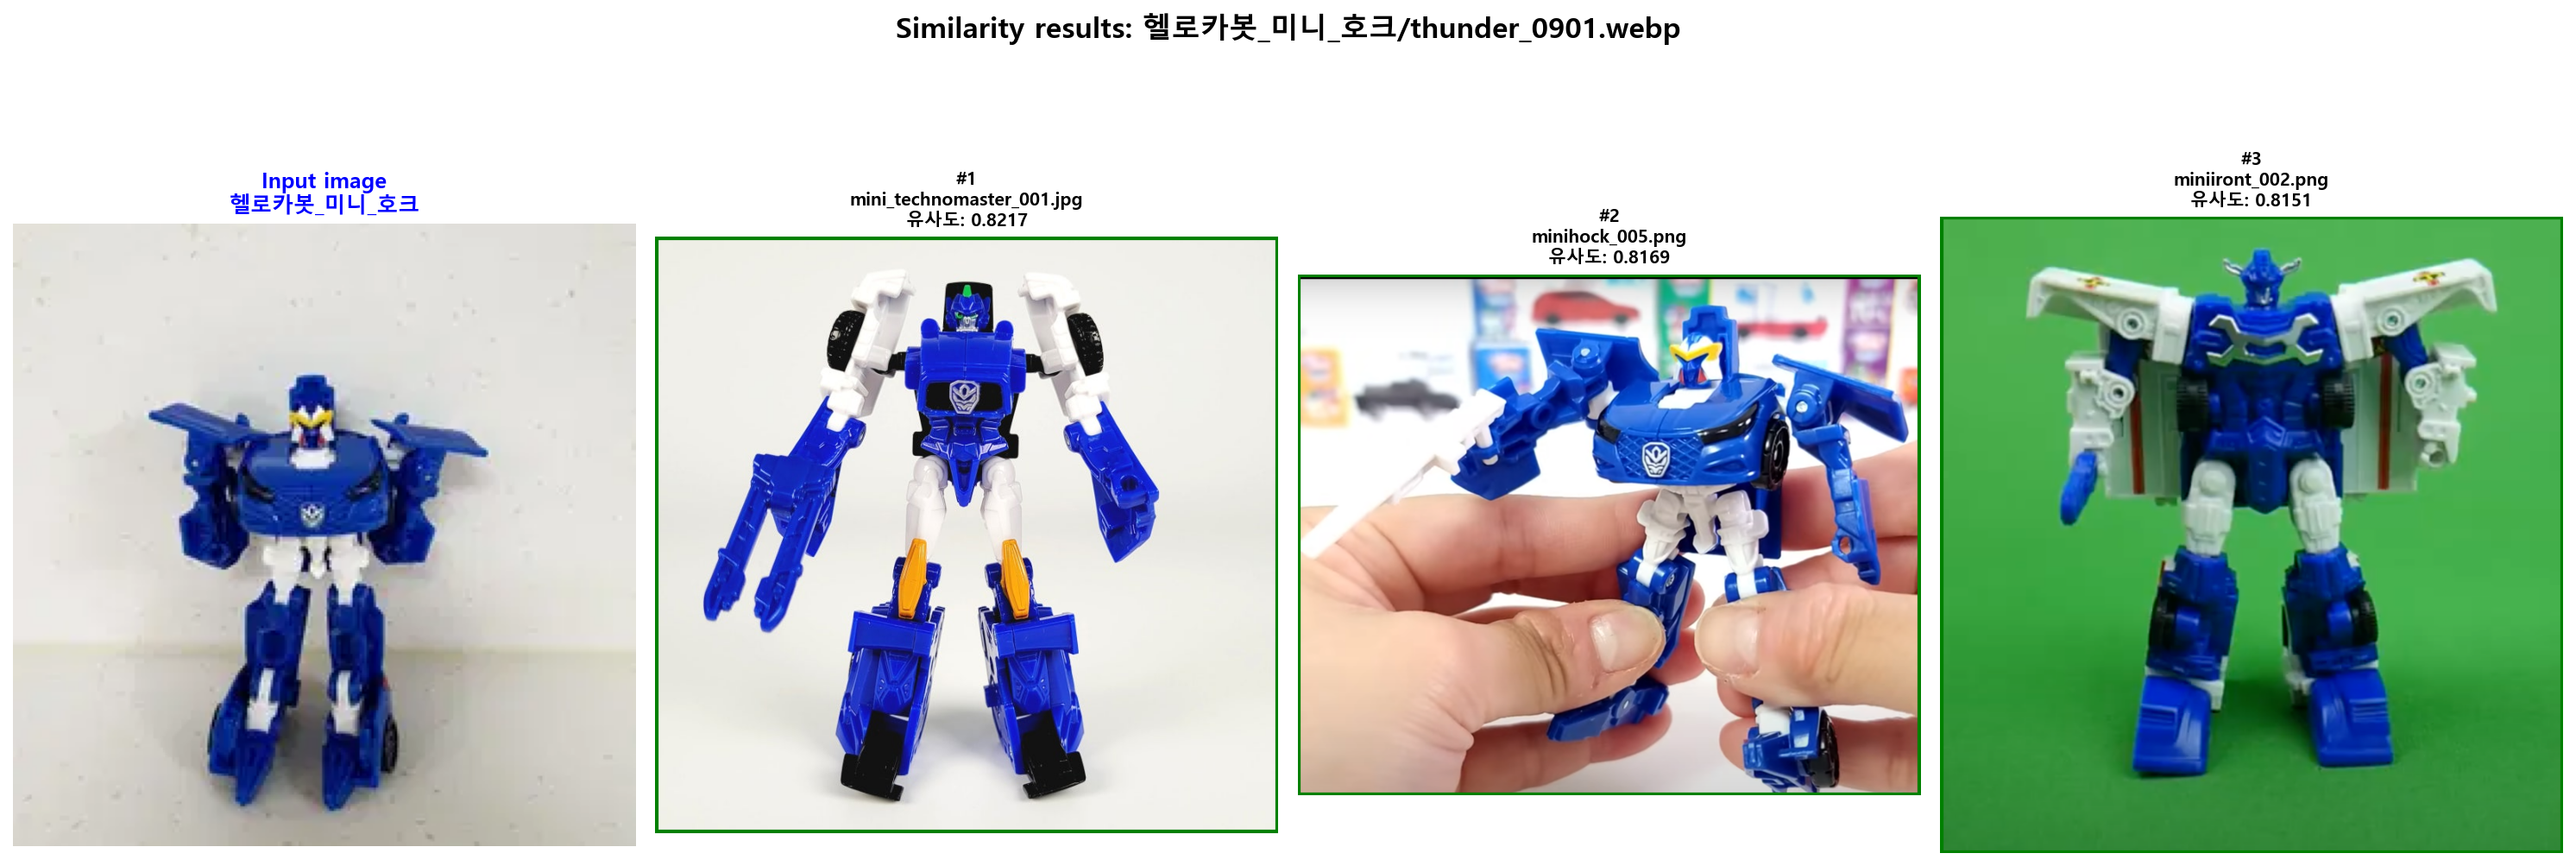 Similarity results: 헬로카봇_미니_호크/thunder_0901.webp
Input image
헬로카봇_미니_호크
#1
mini_technomaster_001.jpg
유사도: 0.8217
#2
minihock_005.png
유사도: 0.8169
#3
miniiront_002.png
유사도: 0.8151